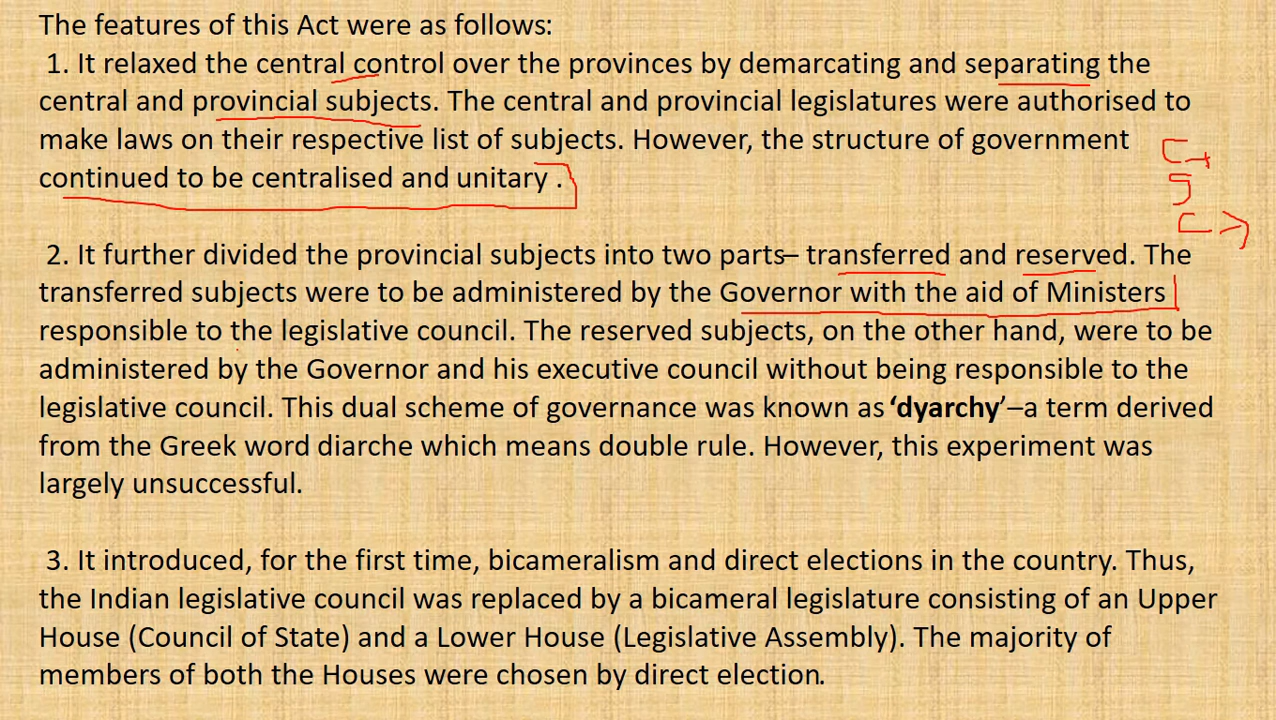 The features of this Act were as follows:
1. It relaxed the central control over the provinces by demarcating and separating the
central and provincial subjects. The central and provincial legislatures were authorised to
make laws on their respective list of subjects. However, the structure of government
continued to be centralised and unitary .
2. It further divided the provincial subjects into two parts– transferred and reserved. The
transferred subjects were to be administered by the Governor with the aid of Ministers
responsible to the legislative council. The reserved subjects, on the other hand, were to be
administered by the Governor and his executive council without being responsible to the
legislative council. This dual scheme of governance was known as ‘dyarchy’–a term derived
from the Greek word diarche which means double rule. However, this experiment was
largely unsuccessful.
3. It introduced, for the first time, bicameralism and direct elections in the country. Thus,
the Indian legislative council was replaced by a bicameral legislature consisting of an Upper
House (Council of State) and a Lower House (Legislative Assembly). The majority of
members of both the Houses were chosen by direct election.